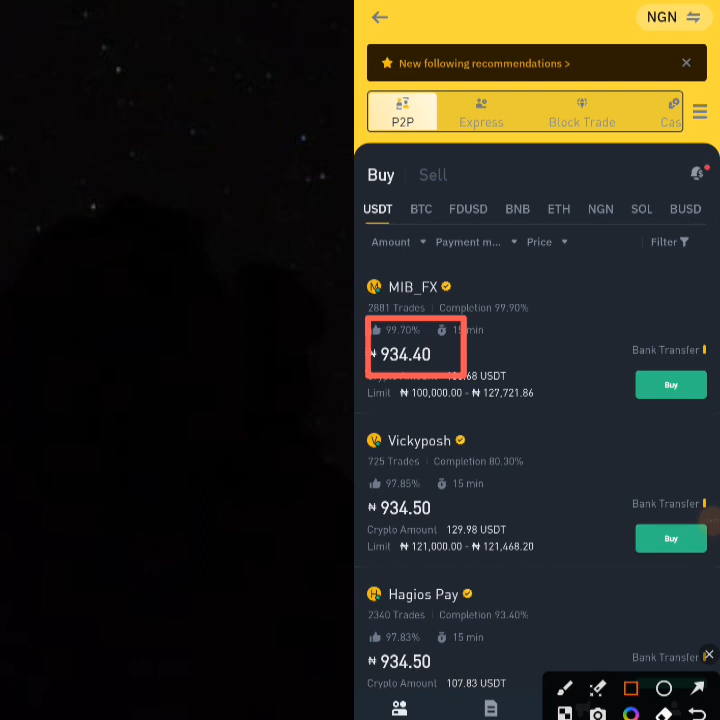 NGN
New following recommendations >
P2P
Express
Block Trade
Cas
Buy
Sell
USDT BTC FDUSD BNB ETH NGN SOL BUSD
Amount Payment m... Price Filter
MIB_FX
2881 Trades Completion 99.90%
99.70% 15 min
₦ 934.40
Bank Transfer
.68 USDT
Limit ₦ 100,000.00 - ₦ 127,721.86
Buy
Vickyposh
725 Trades Completion 80.30%
97.85% 15 min
₦ 934.50
Bank Transfer
Crypto Amount 129.98 USDT
Limit ₦ 121,000.00 - ₦ 121,468.20
Buy
Hagios Pay
2340 Trades Completion 93.40%
97.83% 15 min
₦ 934.50
Bank Transfer
Crypto Amount 107.83 USDT